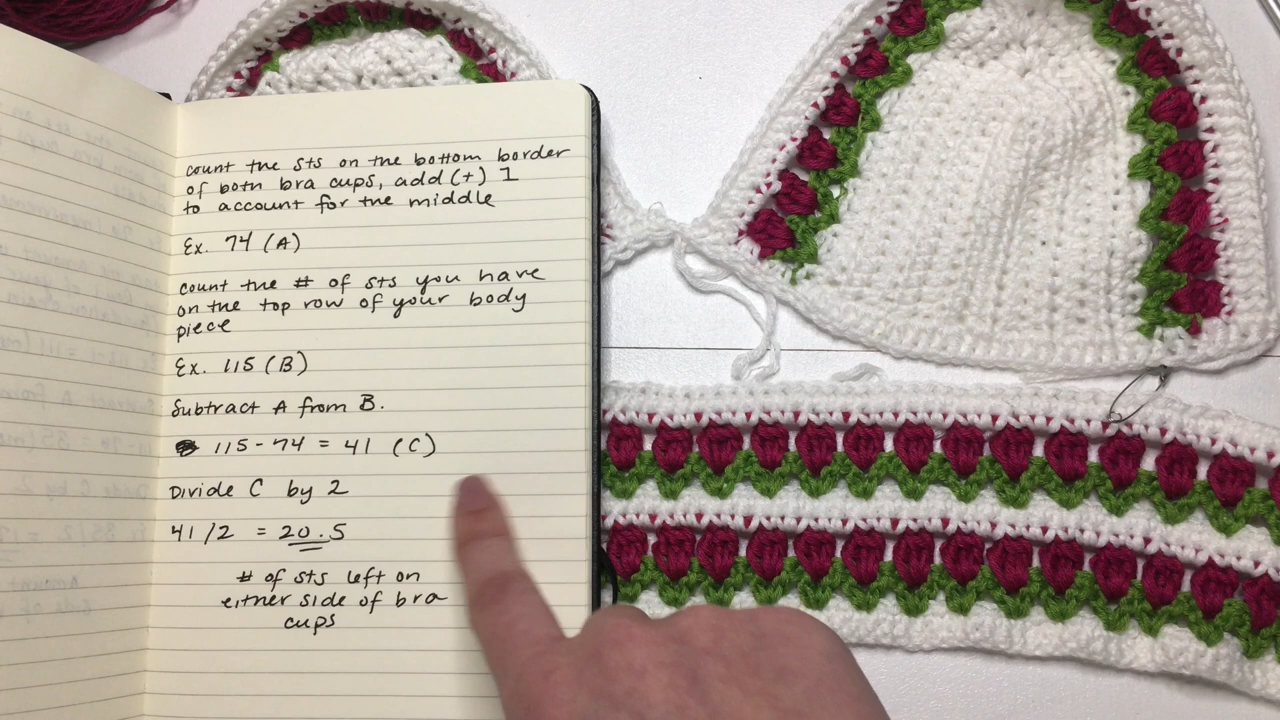 count the sts on the bottom border
of both bra cups, add (+) 1
to account for the middle
Ex. 74 (A)
count the # of sts you have
on the top row of your body
piece
Ex. 115 (B)
Subtract A from B.
115 - 74 = 41 (C)
Divide C by 2
41/2 = 20.5
# of sts left on
either side of bra
cups